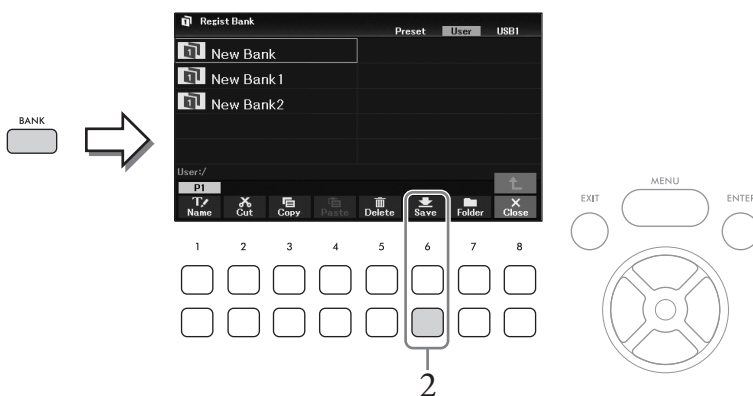 Regist Bank
Preset User USB1
New Bank
New Bank1
New Bank2
BANK
User:/
P1
Name Cut Copy Paste Delete Save Folder Close
EXIT MENU ENTER
1 2 3 4 5 6 7 8
2